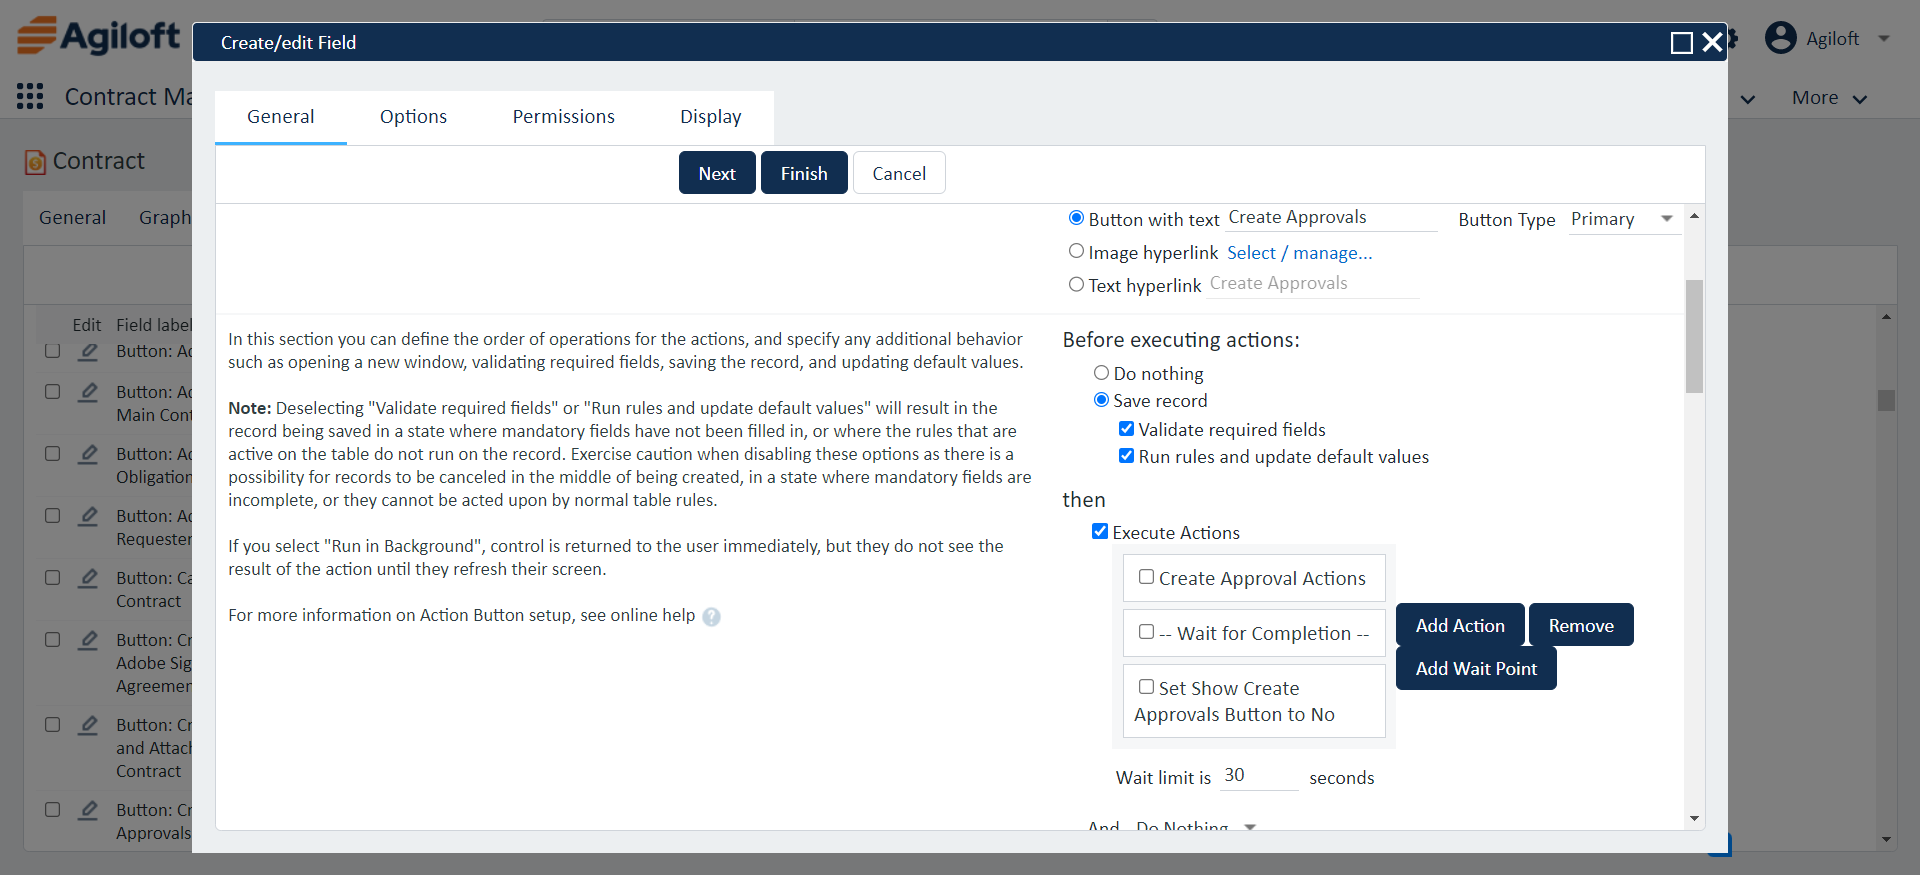 Agiloft
Create/edit Field
Agiloft
Contract Ma
More
General Options Permissions Display
Contract
Next Finish Cancel
General Graph
Button with text Create Approvals Button Type Primary
Image hyperlink Select / manage...
Text hyperlink Create Approvals
Edit Field label
Button: Ac
Button: Ac
Main Cont
Button: Ac
Obligation
Button: Ac
Requester
Button: Ca
Contract
Button: Cr
Adobe Sig
Agreemen
Button: Cr
and Attach
Contract
Button: Cr
Approvals
In this section you can define the order of operations for the actions, and specify any additional behavior
such as opening a new window, validating required fields, saving the record, and updating default values.
Note: Deselecting "Validate required fields" or "Run rules and update default values" will result in the
record being saved in a state where mandatory fields have not been filled in, or where the rules that are
active on the table do not run on the record. Exercise caution when disabling these options as there is a
possibility for records to be canceled in the middle of being created, in a state where mandatory fields are
incomplete, or they cannot be acted upon by normal table rules.
If you select "Run in Background", control is returned to the user immediately, but they do not see the
result of the action until they refresh their screen.
For more information on Action Button setup, see online help ?
Before executing actions:
Do nothing
Save record
Validate required fields
Run rules and update default values
then
Execute Actions
Create Approval Actions
-- Wait for Completion --
Set Show Create
Approvals Button to No
Add Action Remove
Add Wait Point
Wait limit is 30 seconds
And Do Nothing